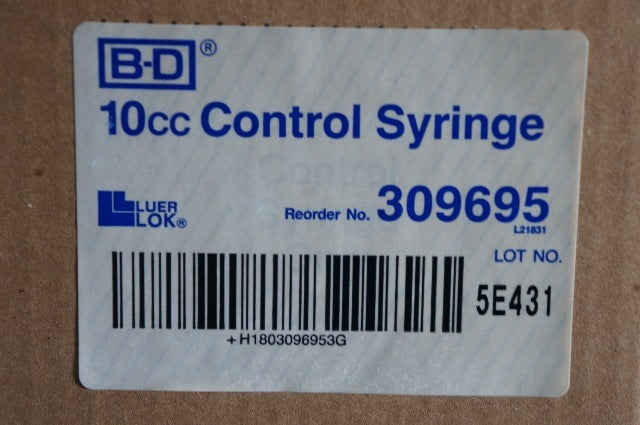 B-D®
10cc Control Syringe
LUER
LOK®
Reorder No. 309695
L21831
LOT NO.
5E431
+H1803096953G